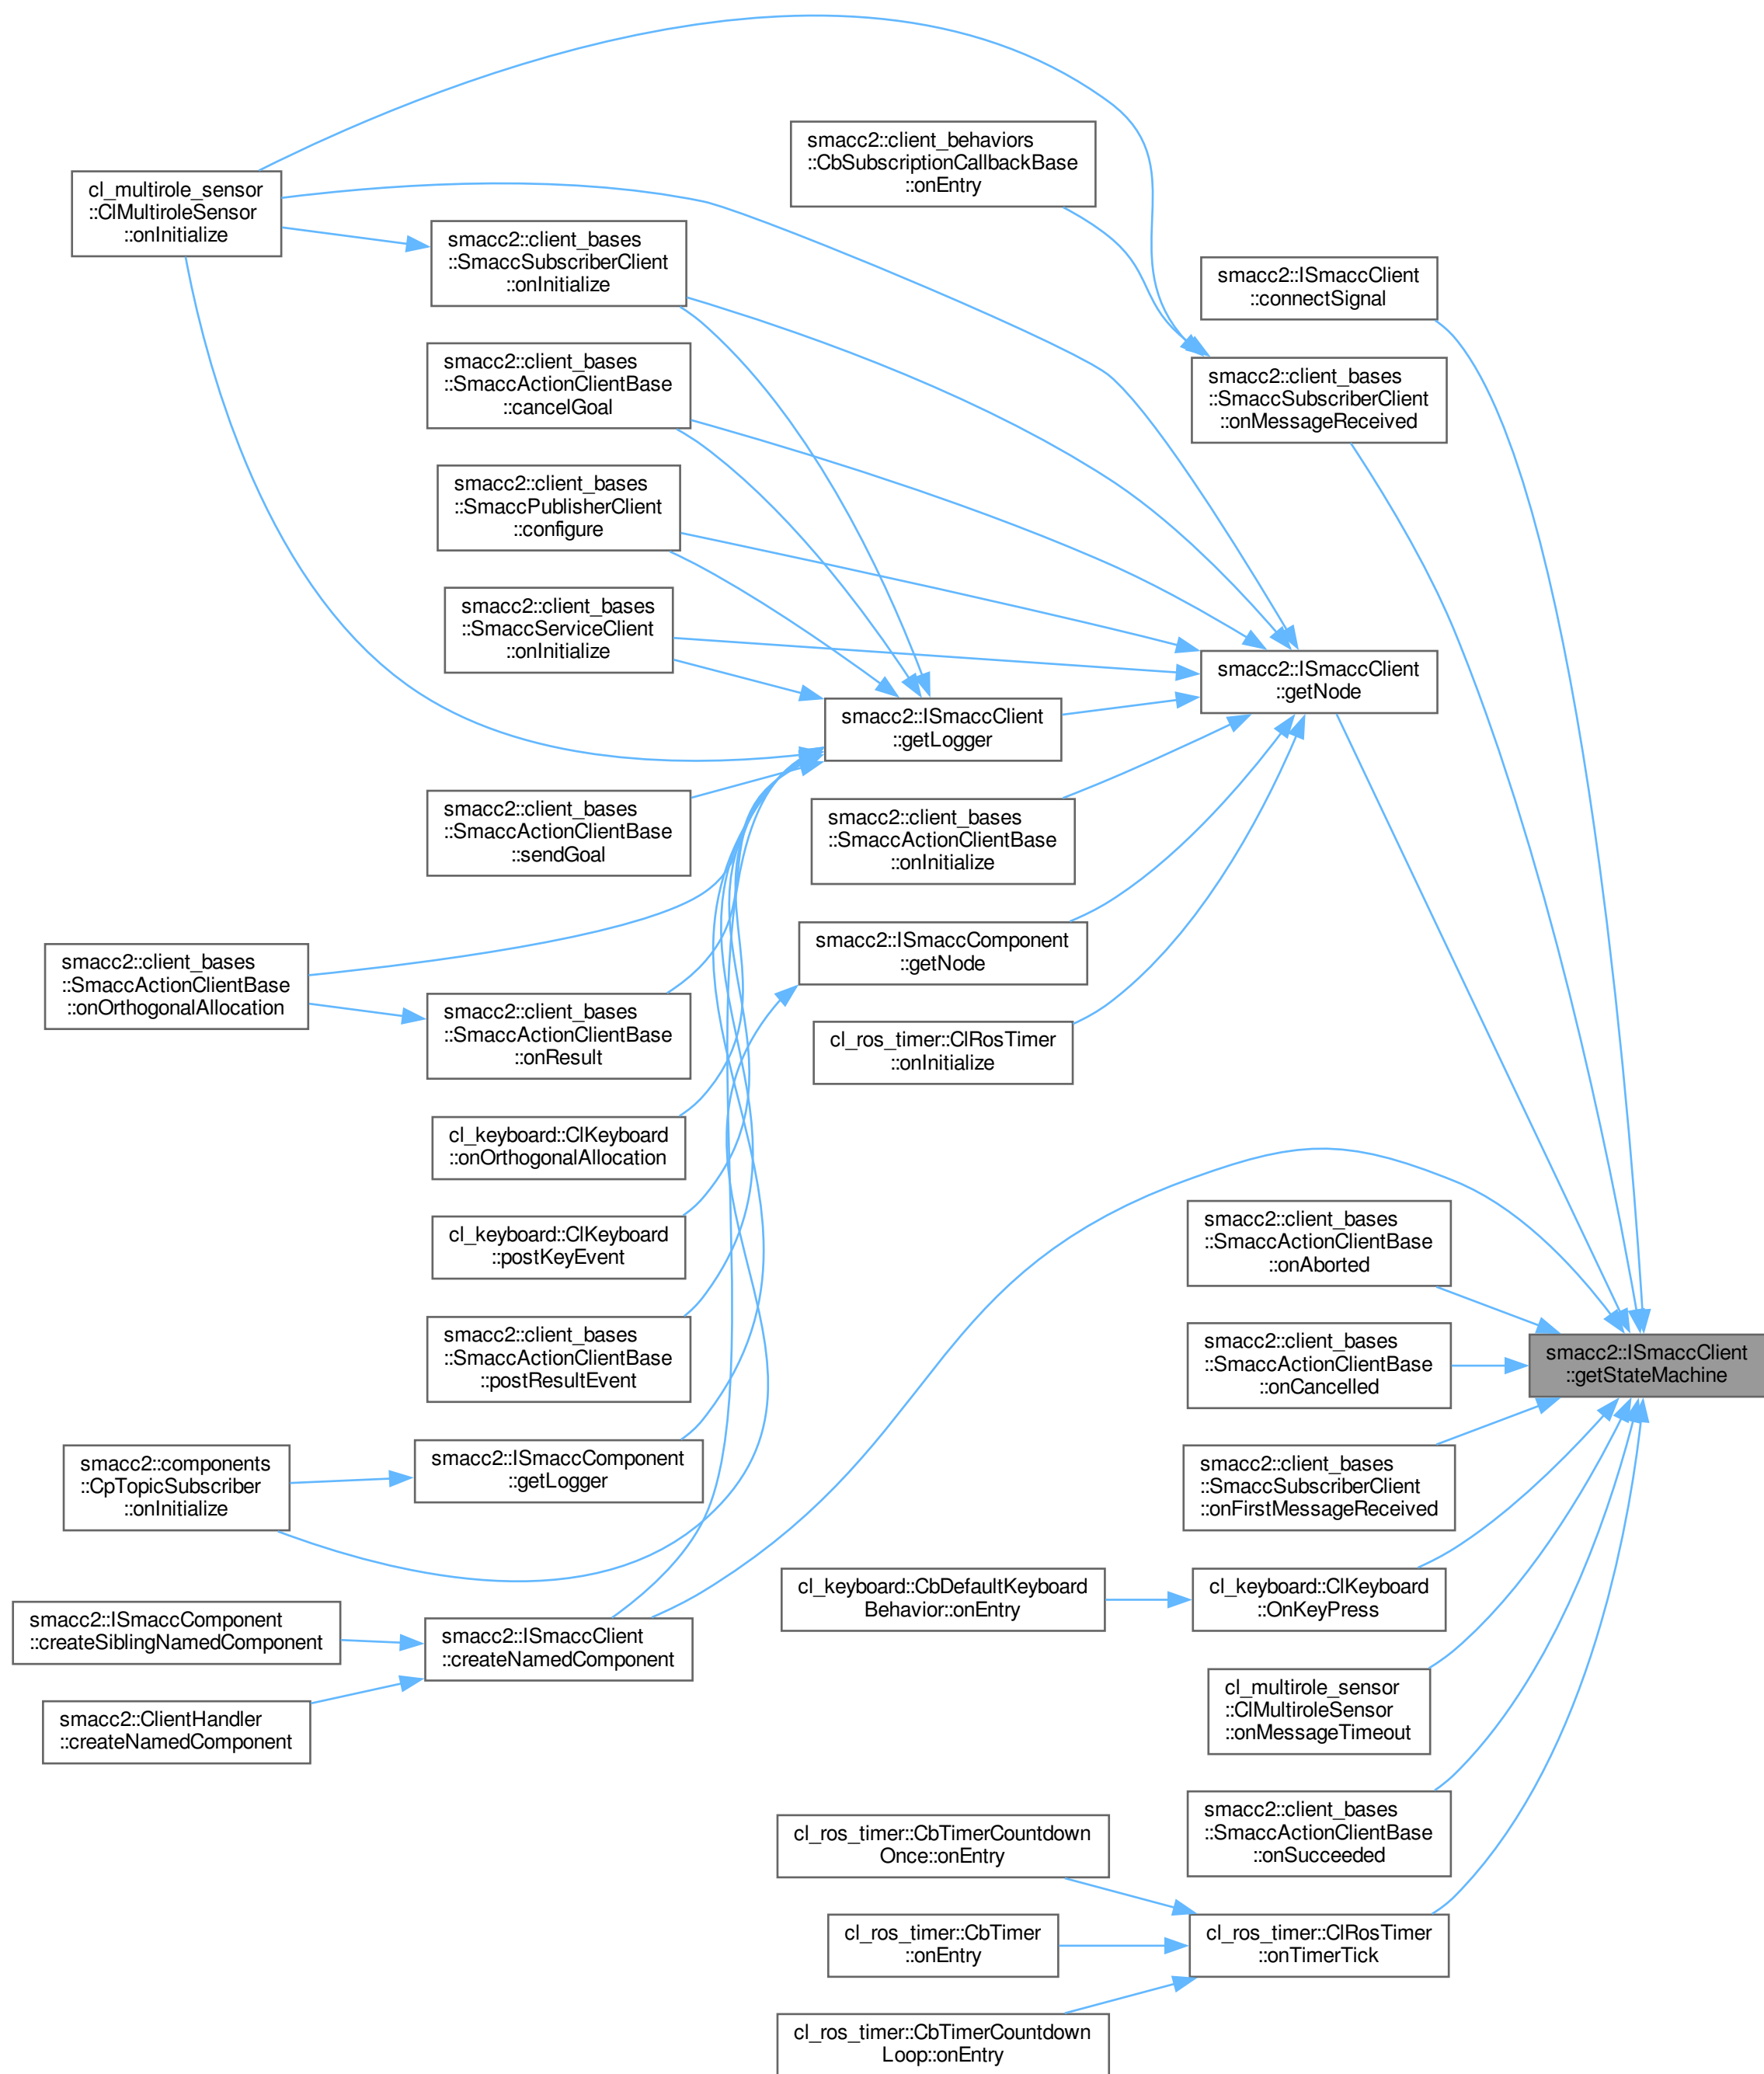 smacc2::client_behaviors
::CbSubscriptionCallbackBase
::onEntry
cl_multirole_sensor
::ClMultiroleSensor
::onInitialize
smacc2::client_bases
::SmaccSubscriberClient
::onInitialize
smacc2::ISmaccClient
::connectSignal
smacc2::client_bases
::SmaccActionClientBase
::cancelGoal
smacc2::client_bases
::SmaccSubscriberClient
::onMessageReceived
smacc2::client_bases
::SmaccPublisherClient
::configure
smacc2::client_bases
::SmaccServiceClient
::onInitialize
smacc2::ISmaccClient
::getNode
smacc2::ISmaccClient
::getLogger
smacc2::client_bases
::SmaccActionClientBase
::sendGoal
smacc2::client_bases
::SmaccActionClientBase
::onInitialize
smacc2::ISmaccComponent
::getNode
smacc2::client_bases
::SmaccActionClientBase
::onOrthogonalAllocation
smacc2::client_bases
::SmaccActionClientBase
::onResult
cl_ros_timer::ClRosTimer
::onInitialize
cl_keyboard::ClKeyboard
::onOrthogonalAllocation
cl_keyboard::ClKeyboard
::postKeyEvent
smacc2::client_bases
::SmaccActionClientBase
::onAborted
smacc2::client_bases
::SmaccActionClientBase
::postResultEvent
smacc2::client_bases
::SmaccActionClientBase
::onCancelled
smacc2::ISmaccClient
::getStateMachine
smacc2::components
::CpTopicSubscriber
::onInitialize
smacc2::ISmaccComponent
::getLogger
smacc2::client_bases
::SmaccSubscriberClient
::onFirstMessageReceived
cl_keyboard::CbDefaultKeyboard
Behavior::onEntry
cl_keyboard::ClKeyboard
::OnKeyPress
smacc2::ISmaccComponent
::createSiblingNamedComponent
smacc2::ISmaccClient
::createNamedComponent
cl_multirole_sensor
::ClMultiroleSensor
::onMessageTimeout
smacc2::ClientHandler
::createNamedComponent
smacc2::client_bases
::SmaccActionClientBase
::onSucceeded
cl_ros_timer::CbTimerCountdown
Once::onEntry
cl_ros_timer::CbTimer
::onEntry
cl_ros_timer::ClRosTimer
::onTimerTick
cl_ros_timer::CbTimerCountdown
Loop::onEntry